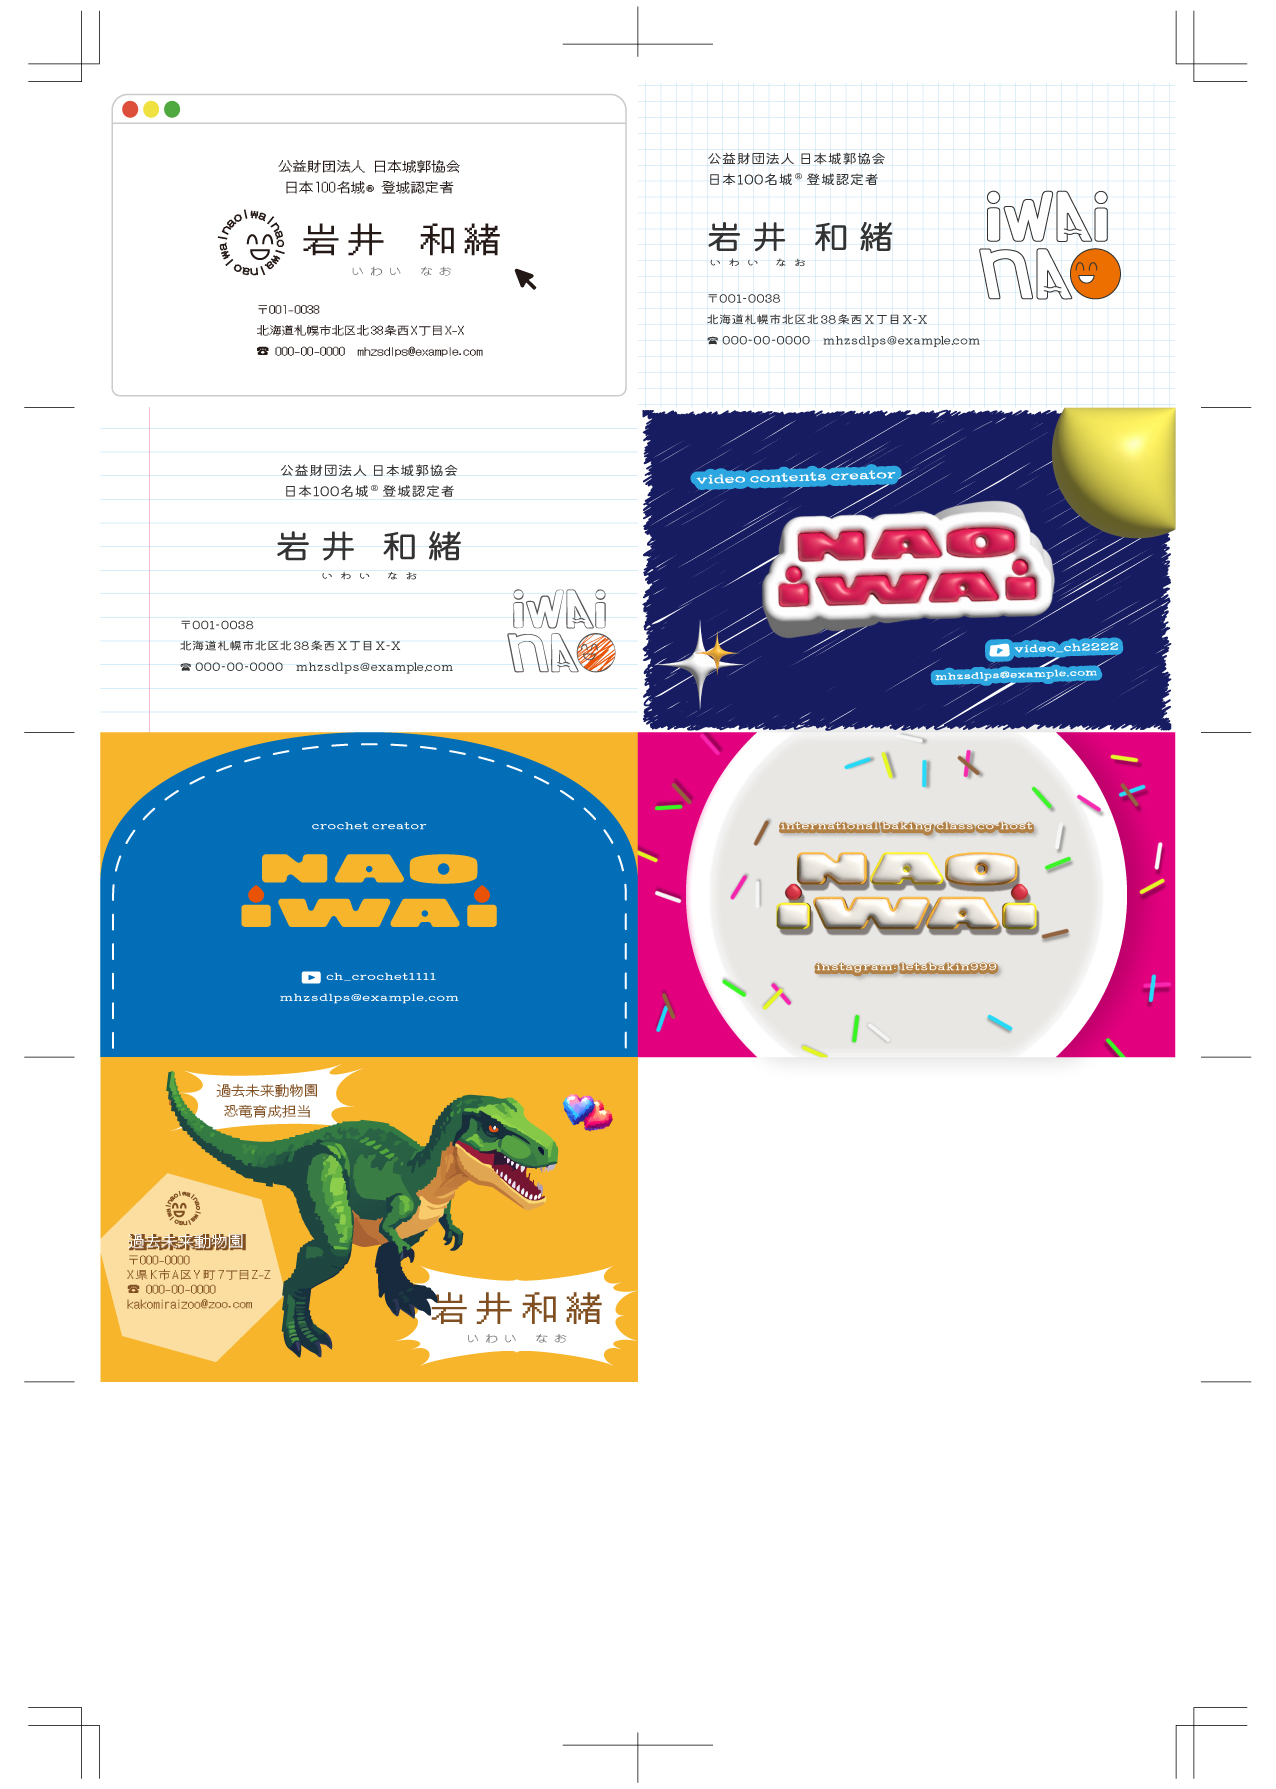 公益財団法人 日本城郭協会
日本100名城® 登城認定者
iwainaoiwainaoiwainao
岩井 和緒
いわい なお
〒001-0038
北海道札幌市北区北38条西X丁目X-X
☎ 000-00-0000 mhzsdlps@example.com
公益財団法人 日本城郭協会
日本100名城® 登城認定者
岩井 和緒
いわい なお
〒001-0038
北海道札幌市北区北38条西X丁目X-X
☎ 000-00-0000 mhzsdlps@example.com
iWAi
nAO
公益財団法人 日本城郭協会
日本100名城® 登城認定者
岩井 和緒
いわい なお
〒001-0038
北海道札幌市北区北38条西X丁目X-X
☎ 000-00-0000 mhzsdlps@example.com
iWAi
nAO
video contents creator
NAO
iWAi
video_ch2222
mhzsdlps@example.com
crochet creator
NAO
iWAi
ch_crochet1111
mhzsdlps@example.com
international baking class co-host
NAO
iWAi
instagram: letsbakin999
過去未来動物園
恐竜育成担当
iwainaoiwainaoiwainao
過去未来動物園
〒000-0000
X県K市A区Y町7丁目Z-Z
☎ 000-00-0000
kakomiraizoo@zoo.com
岩井和緒
いわい なお